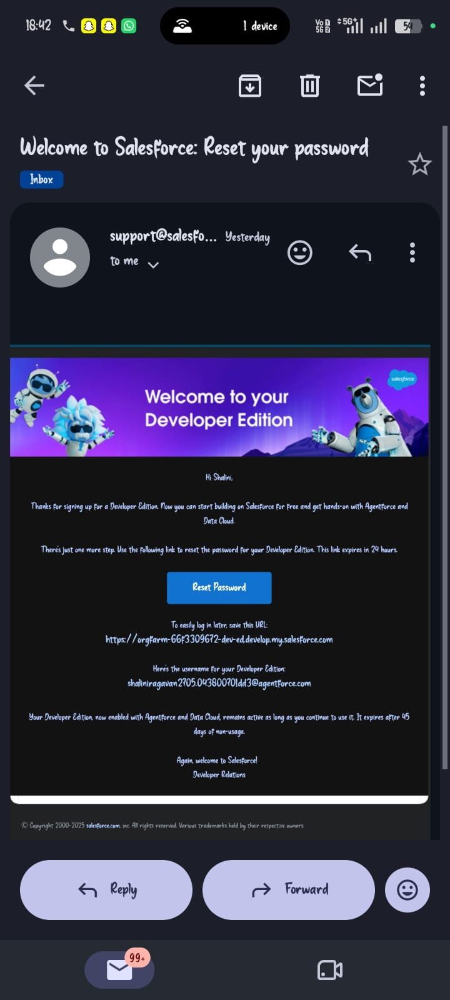 18:42
1 device
Vo 1
5G 2
5G+
54
Welcome to Salesforce: Reset your password
Inbox
support@salesfo... Yesterday
to me
salesforce
Welcome to your
Developer Edition
Hi Shalini,
Thanks for signing up for a Developer Edition. Now you can start building on Salesforce for free and get hands-on with Agentforce and
Data Cloud.
There's just one more step. Use the following link to reset the password for your Developer Edition. This link expires in 24 hours.
Reset Password
To easily log in later, save this URL:
https://orgfarm-66f3309672-dev-ed.develop.my.salesforce.com
Here's the username for your Developer Edition:
shaliniragavan2705.043800701dd3@agentforce.com
Your Developer Edition, now enabled with Agentforce and Data Cloud, remains active as long as you continue to use it. It expires after 45
days of non-usage.
Again, welcome to Salesforce!
Developer Relations
© Copyright 2000-2025 salesforce.com, inc. All rights reserved. Various trademarks held by their respective owners.
Reply
Forward
99+